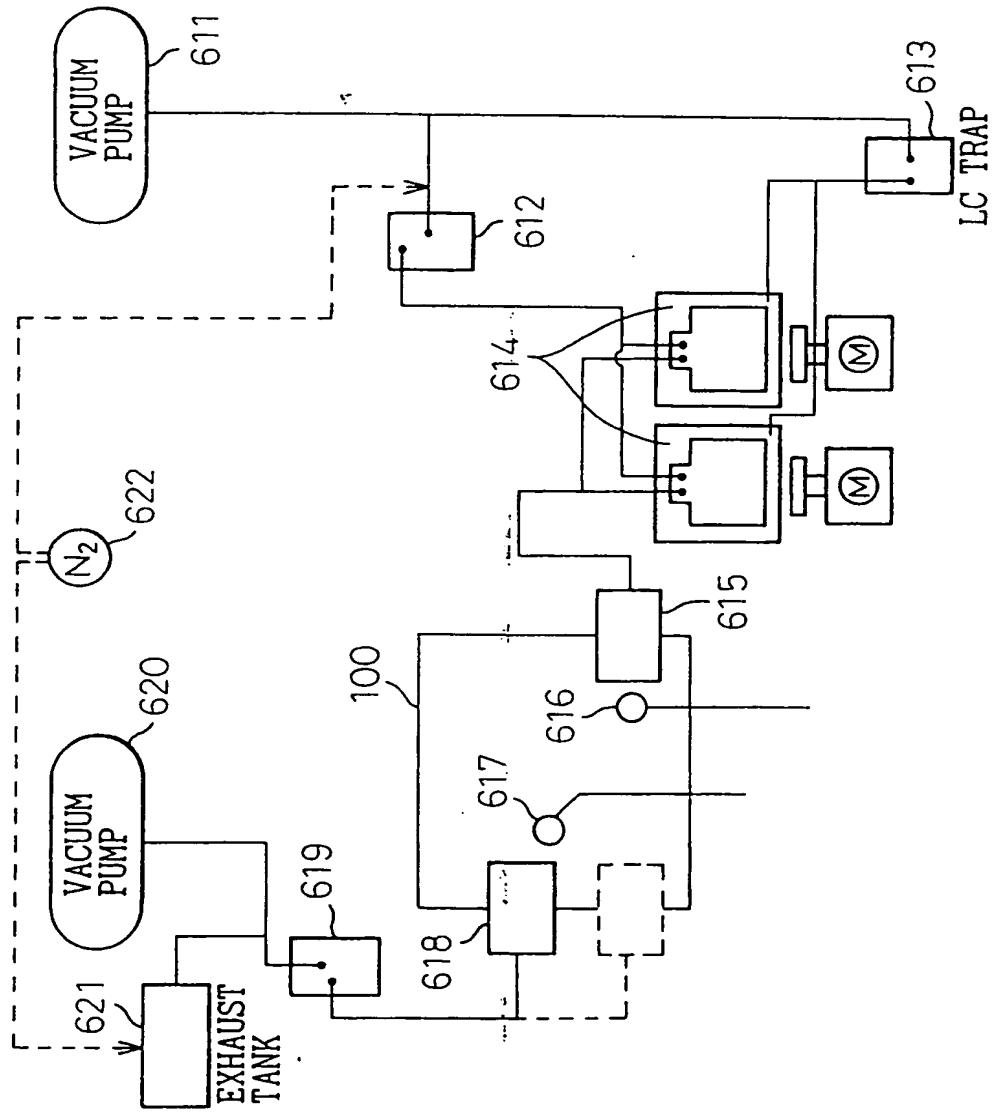 VACUUM
PUMP
611
N₂
622
VACUUM
PUMP
620
621
EXHAUST
TANK
619
612
613
LC TRAP
614
100
615
616
617
618
M
M